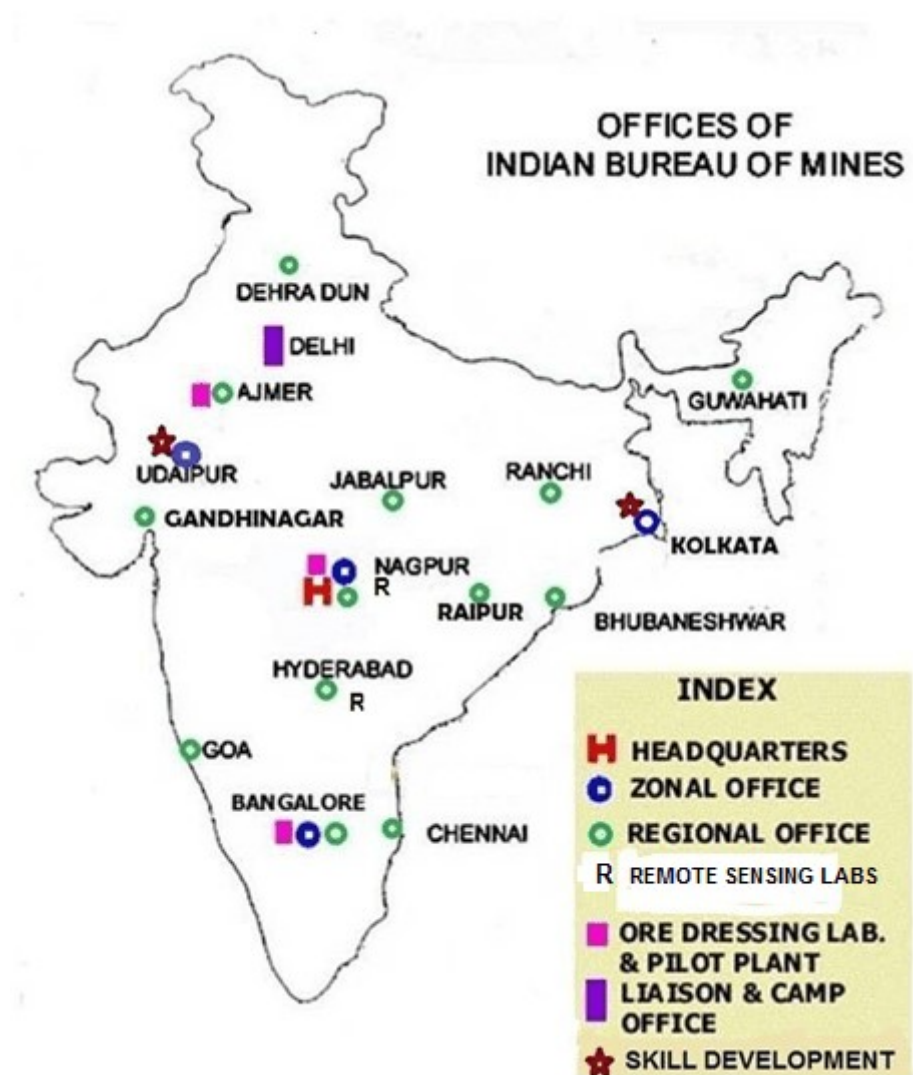 OFFICES OF
INDIAN BUREAU OF MINES
DEHRA DUN
DELHI
AJMER
GUWAHATI
UDAIPUR
JABALPUR
RANCHI
GANDHINAGAR
KOLKATA
NAGPUR
R
RAIPUR
BHUBANESHWAR
HYDERABAD
R
GOA
BANGALORE
CHENNAI
INDEX
H HEADQUARTERS
ZONAL OFFICE
REGIONAL OFFICE
R REMOTE SENSING LABS
ORE DRESSING LAB.
& PILOT PLANT
LIAISON & CAMP
OFFICE
SKILL DEVELOPMENT
H